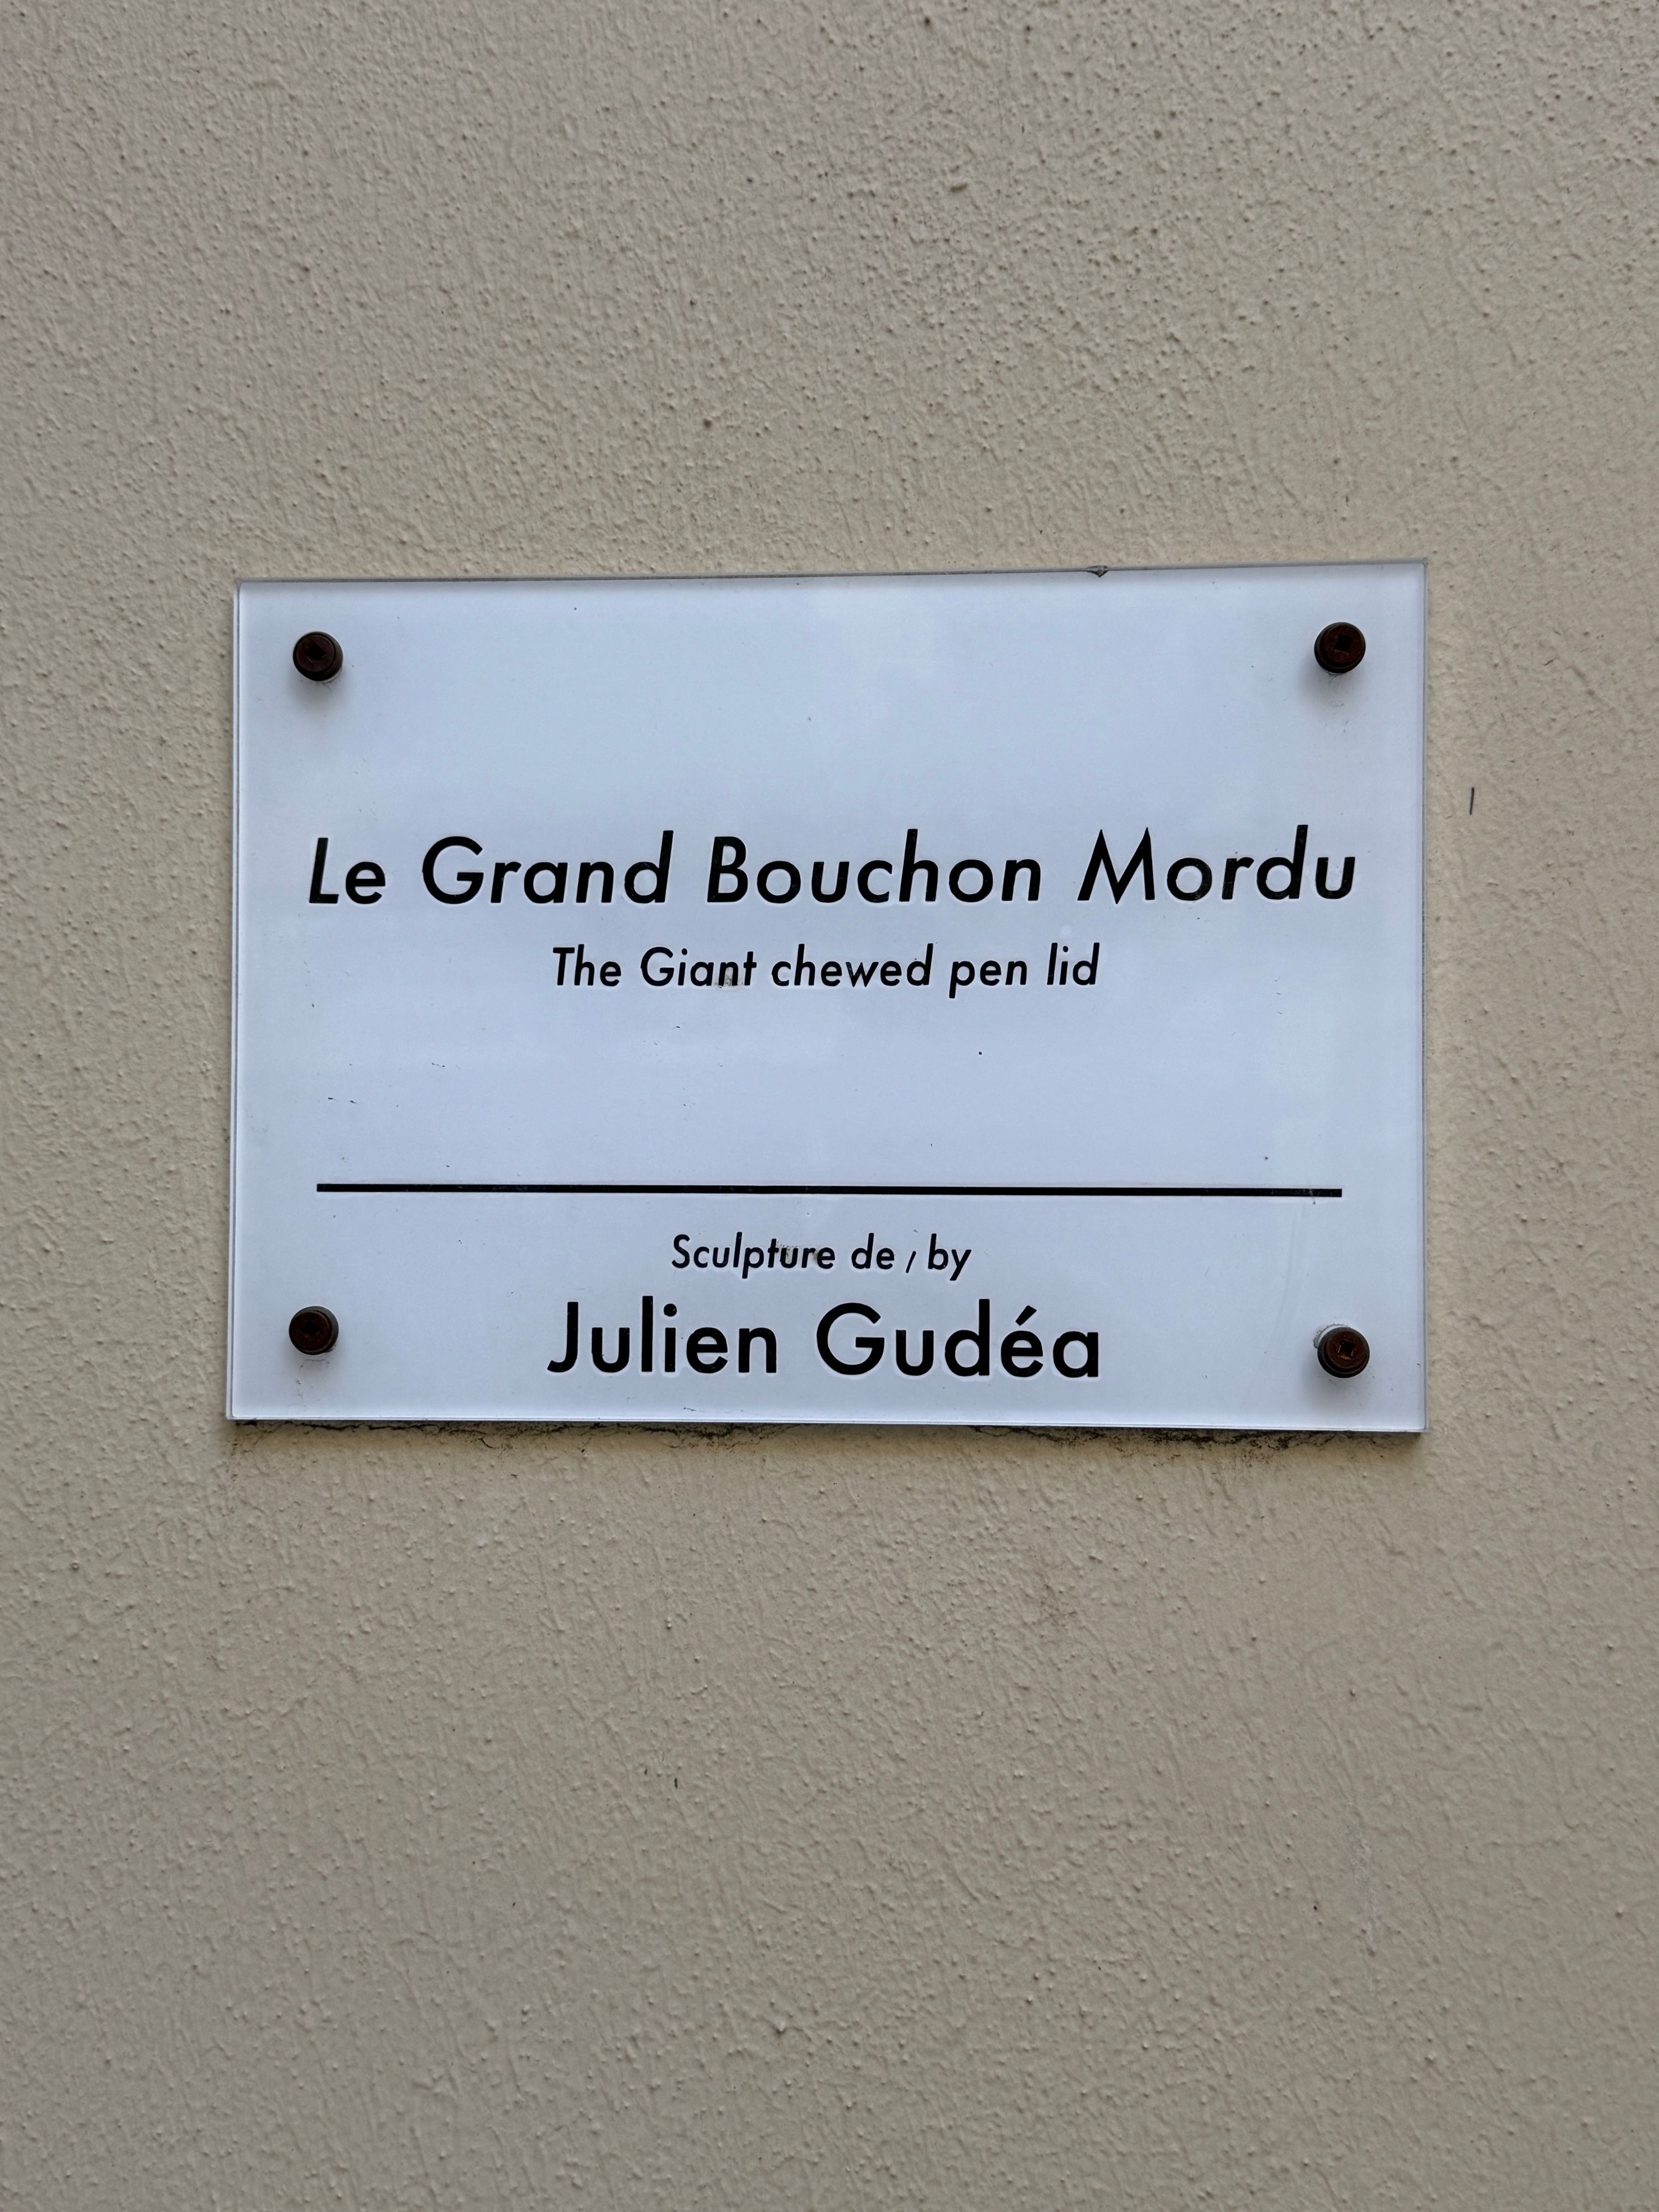 Le Grand Bouchon Mordu
The Giant chewed pen lid
Sculpture de / by
Julien Gudéa